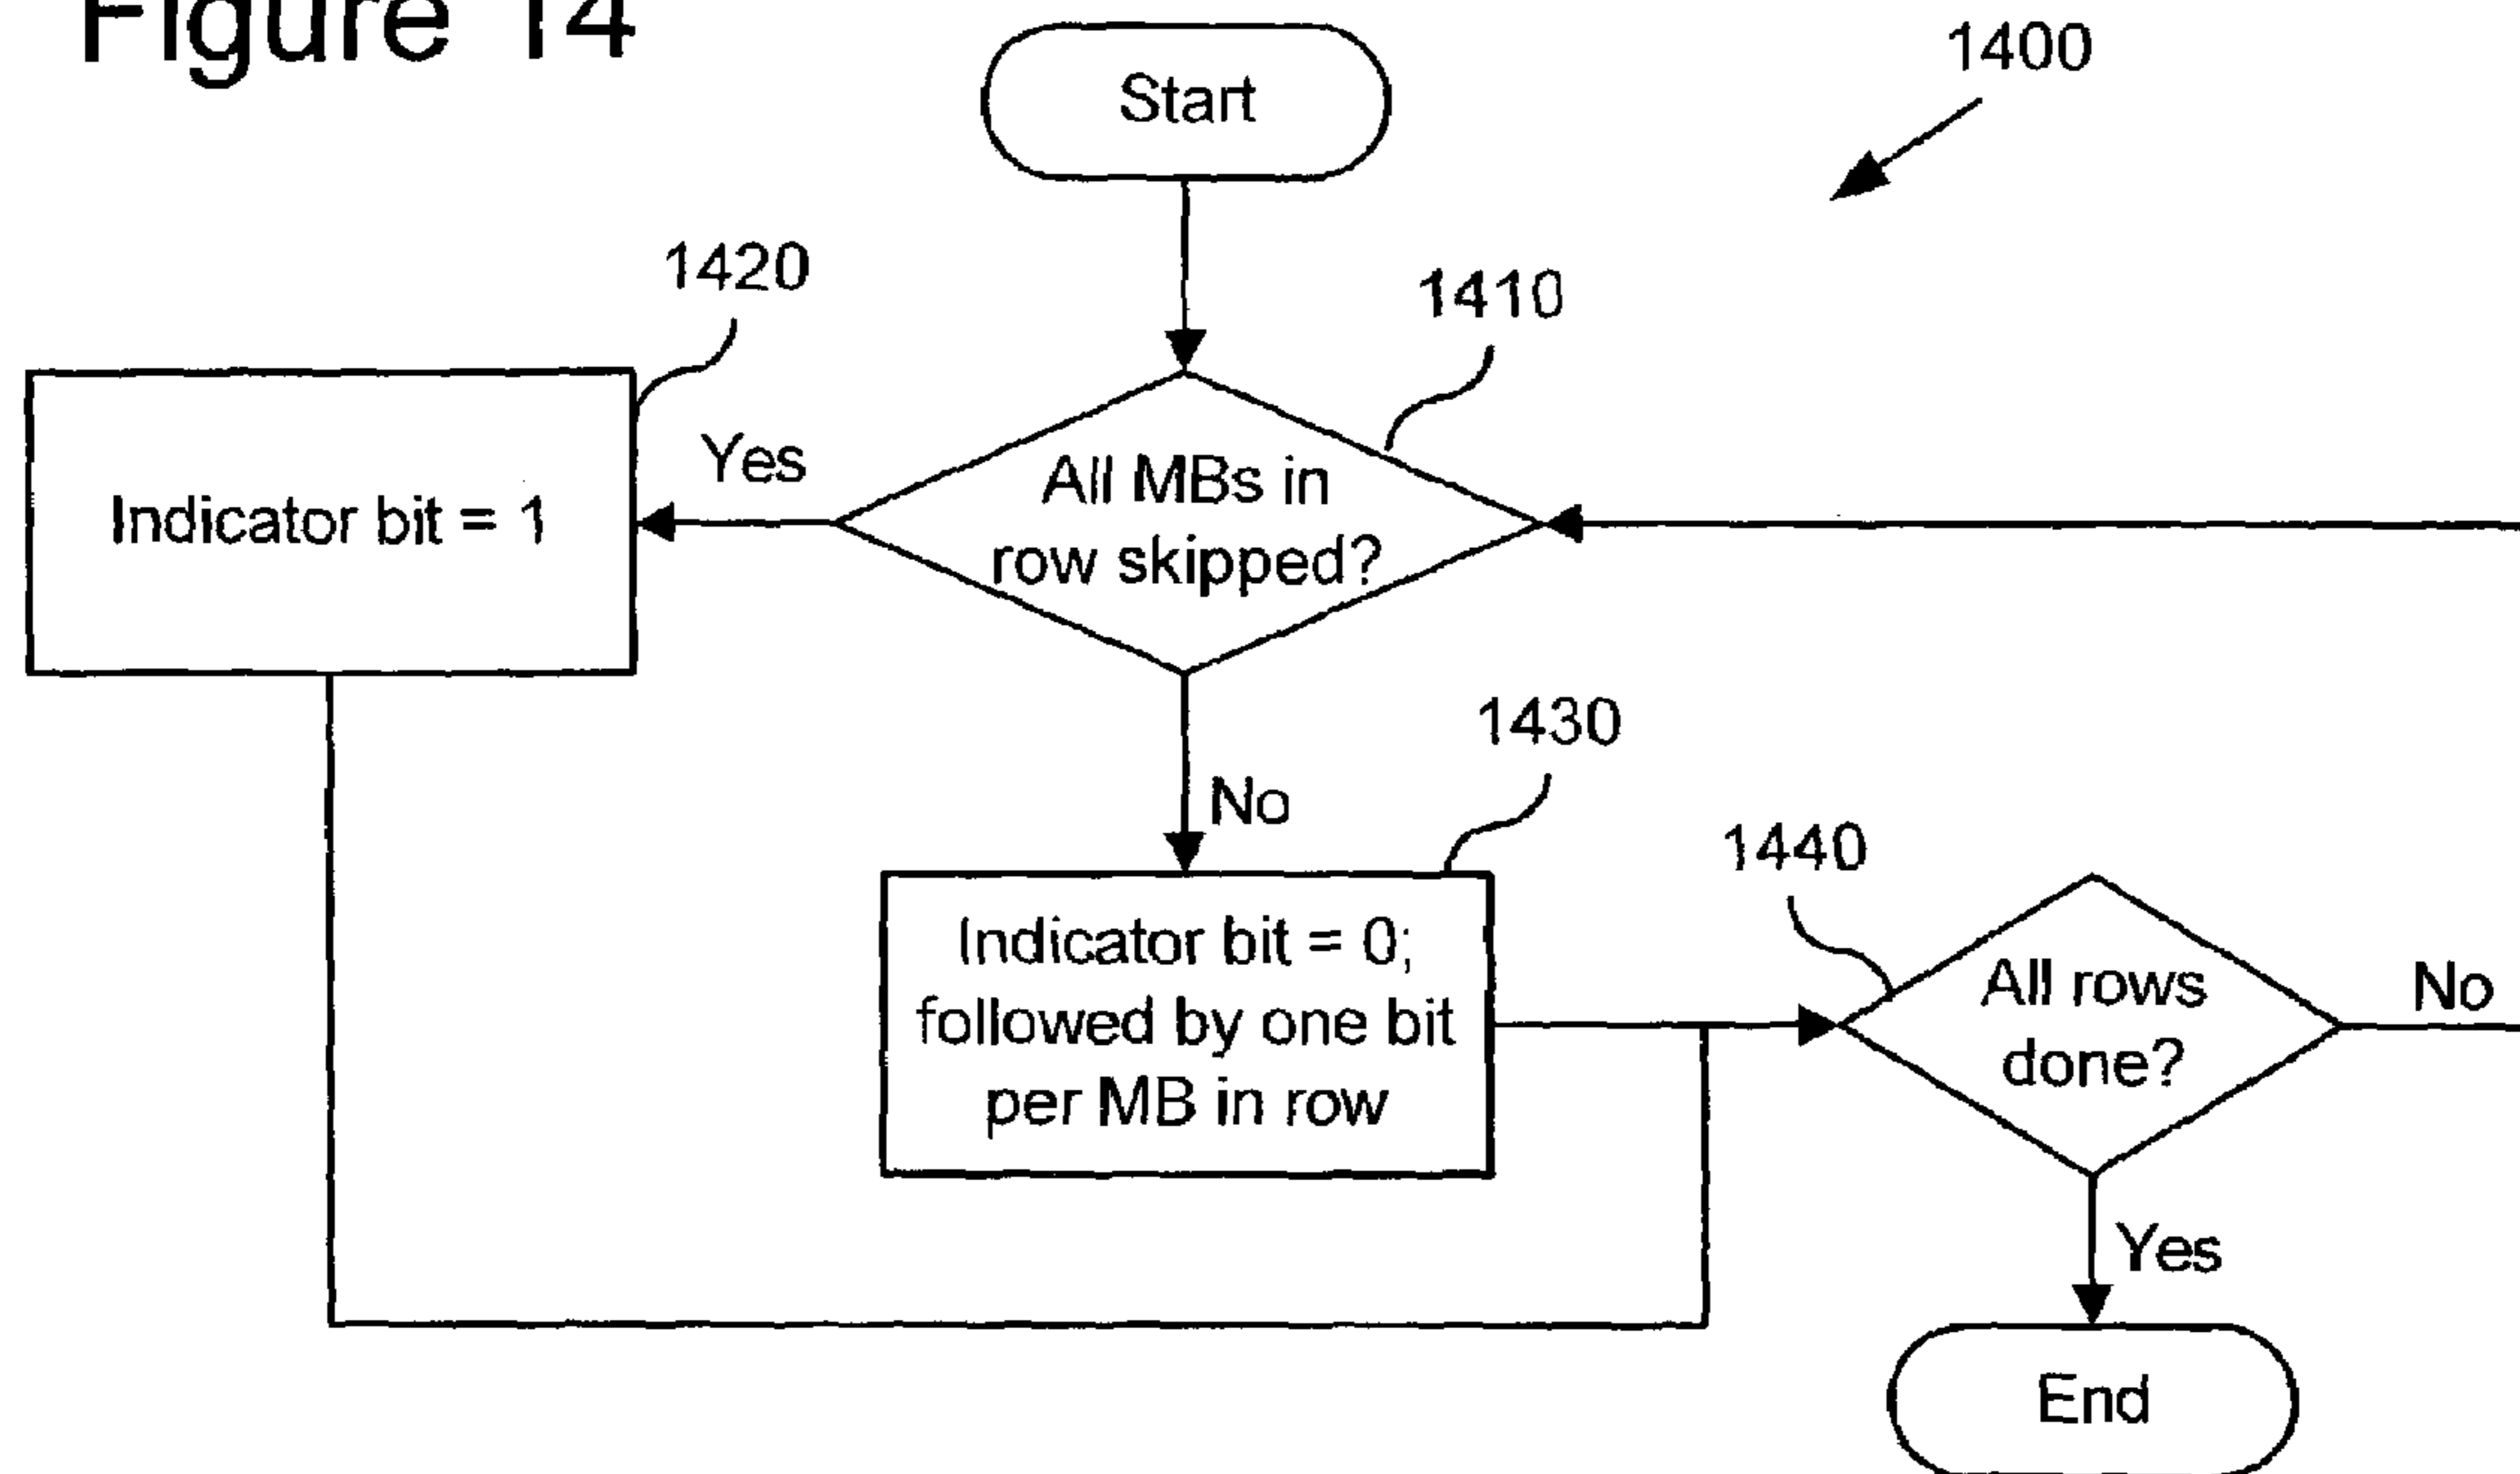 Figure 14
Start
1400
1420
1410
Yes
All MBs in
row skipped?
Indicator bit = 1
1430
No
1440
Indicator bit = 0;
followed by one bit
per MB in row
All rows
done?
No
Yes
End